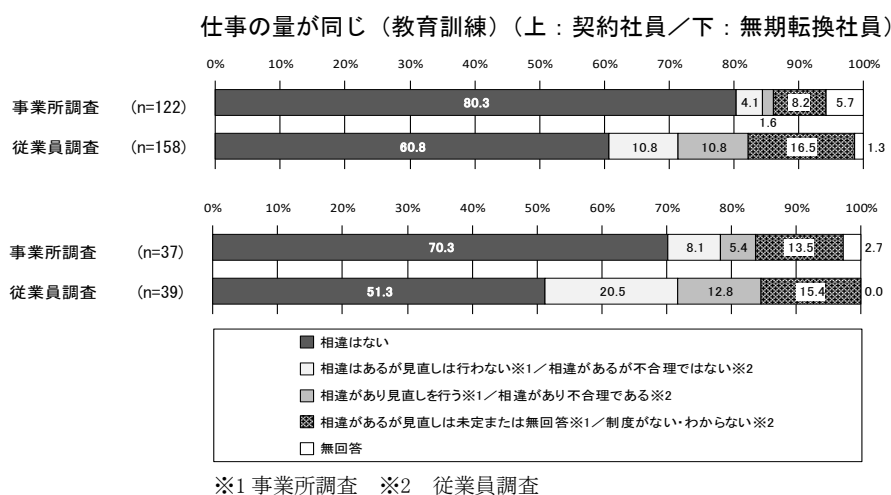 仕事の量が同じ（教育訓練）（上：契約社員／下：無期転換社員）
0% 10% 20% 30% 40% 50% 60% 70% 80% 90% 100%
事業所調査 (n=122) 80.3 4.1 8.2 5.7
1.6
従業員調査 (n=158) 60.8 10.8 10.8 16.5 1.3
0% 10% 20% 30% 40% 50% 60% 70% 80% 90% 100%
事業所調査 (n=37) 70.3 8.1 5.4 13.5 2.7
従業員調査 (n=39) 51.3 20.5 12.8 15.4 0.0
相違はない
相違はあるが見直しは行わない※1／相違があるが不合理ではない※2
相違があり見直しを行う※1／相違があり不合理である※2
相違があるが見直しは未定または無回答※1／制度がない・わからない※2
無回答
※1 事業所調査　※2　従業員調査